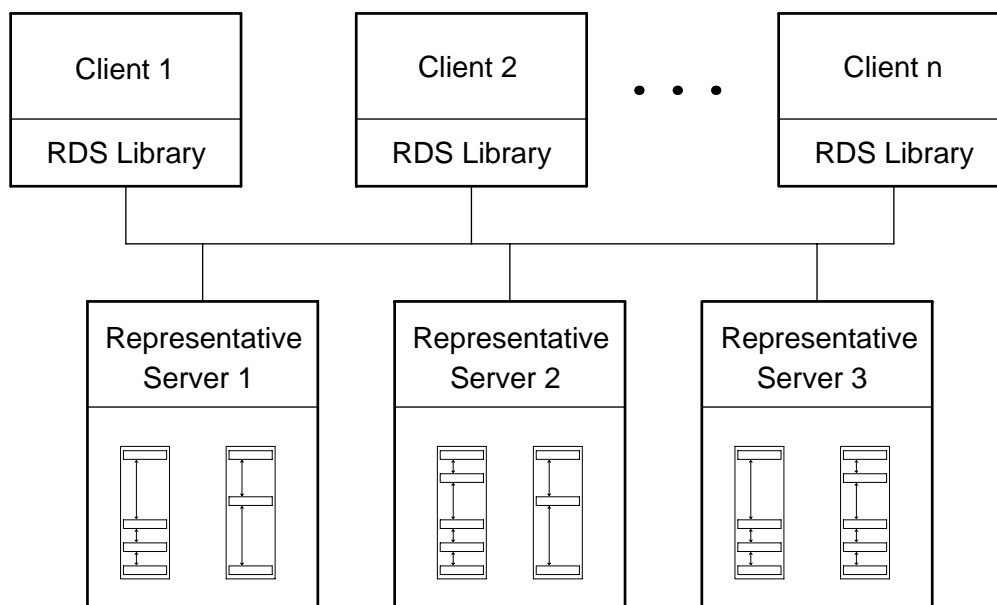 Client 1
Client 2
. . .
Client n
RDS Library
RDS Library
RDS Library
Representative
Server 1
Representative
Server 2
Representative
Server 3